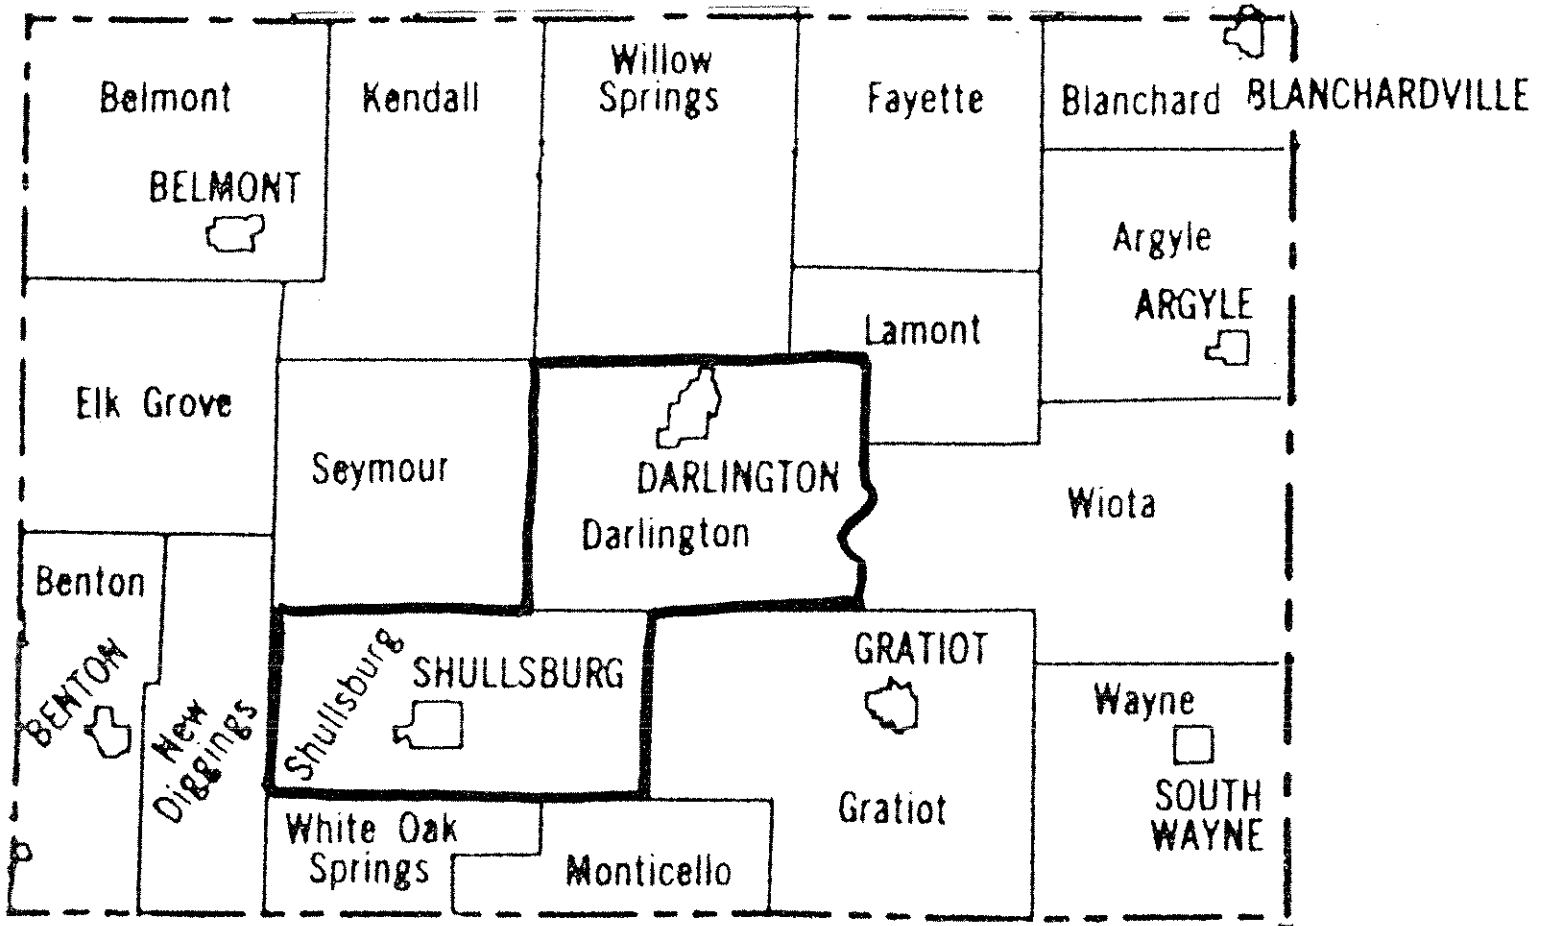 Belmont
Kendall
Willow
Springs
Fayette
Blanchard
BLANCHARDVILLE
BELMONT
Argyle
ARGYLE
Lamont
Elk Grove
Seymour
DARLINGTON
Darlington
Wiota
Benton
BENTON
New
Diggings
Shullsburg
SHULLSBURG
GRATIOT
Gratiot
Wayne
SOUTH
WAYNE
White Oak
Springs
Monticello